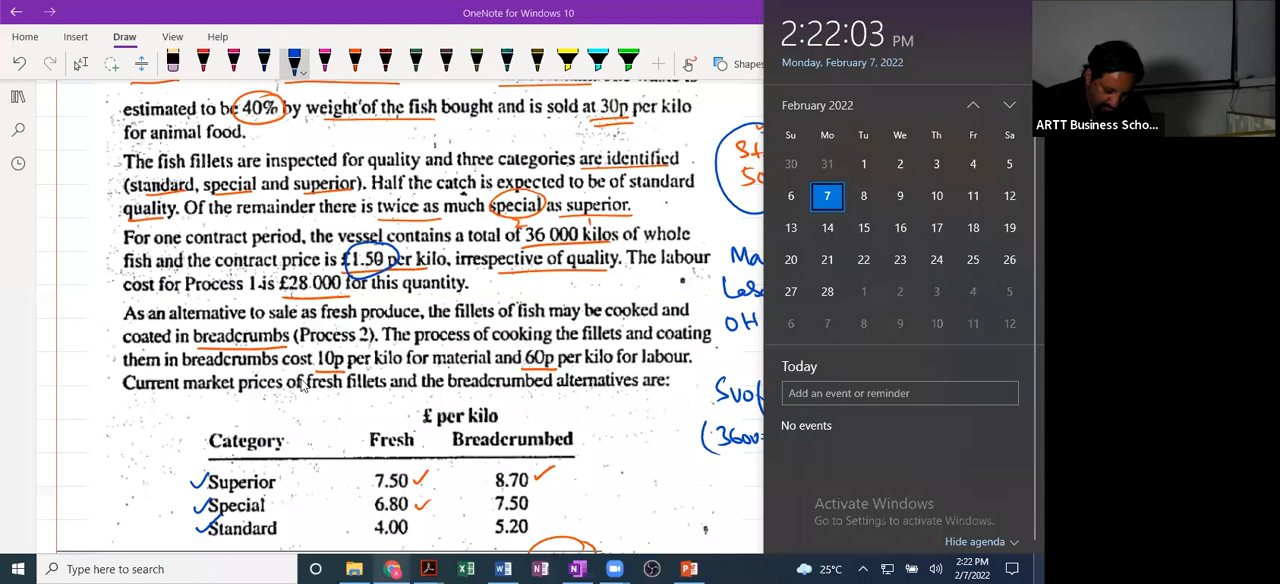 OneNote for Windows 10
Home Insert Draw View Help
Shapes
estimated to be 40% by weight of the fish bought and is sold at 30p per kilo
for animal food.
The fish fillets are inspected for quality and three categories are identified
(standard, special and superior). Half the catch is expected to be of standard
quality. Of the remainder there is twice as much special as superior.
2 1
For one contract period, the vessel contains a total of 36 000 kilos of whole
fish and the contract price is £1.50 per kilo, irrespective of quality. The labour
cost for Process 1 is £28 000 for this quantity.
As an alternative to sale as fresh produce, the fillets of fish may be cooked and
coated in breadcrumbs (Process 2). The process of cooking the fillets and coating
them in breadcrumbs cost 10p per kilo for material and 60p per kilo for labour.
Current market prices of fresh fillets and the breadcrumbed alternatives are:
£ per kilo
Category Fresh Breadcrumbed
Superior 7.50 8.70
Special 6.80 7.50
Standard 4.00 5.20
OH
2:22:03 PM
Monday, February 7, 2022
February 2022
Su Mo Tu We Th Fr Sa
30 31 1 2 3 4 5
6 7 8 9 10 11 12
13 14 15 16 17 18 19
20 21 22 23 24 25 26
27 28 1 2 3 4 5
6 7 8 9 10 11 12
Today
Add an event or reminder
No events
Activate Windows
Go to Settings to activate Windows.
Hide agenda
ARTT Business Scho...
Type here to search
25°C
2:22 PM
2/7/2022